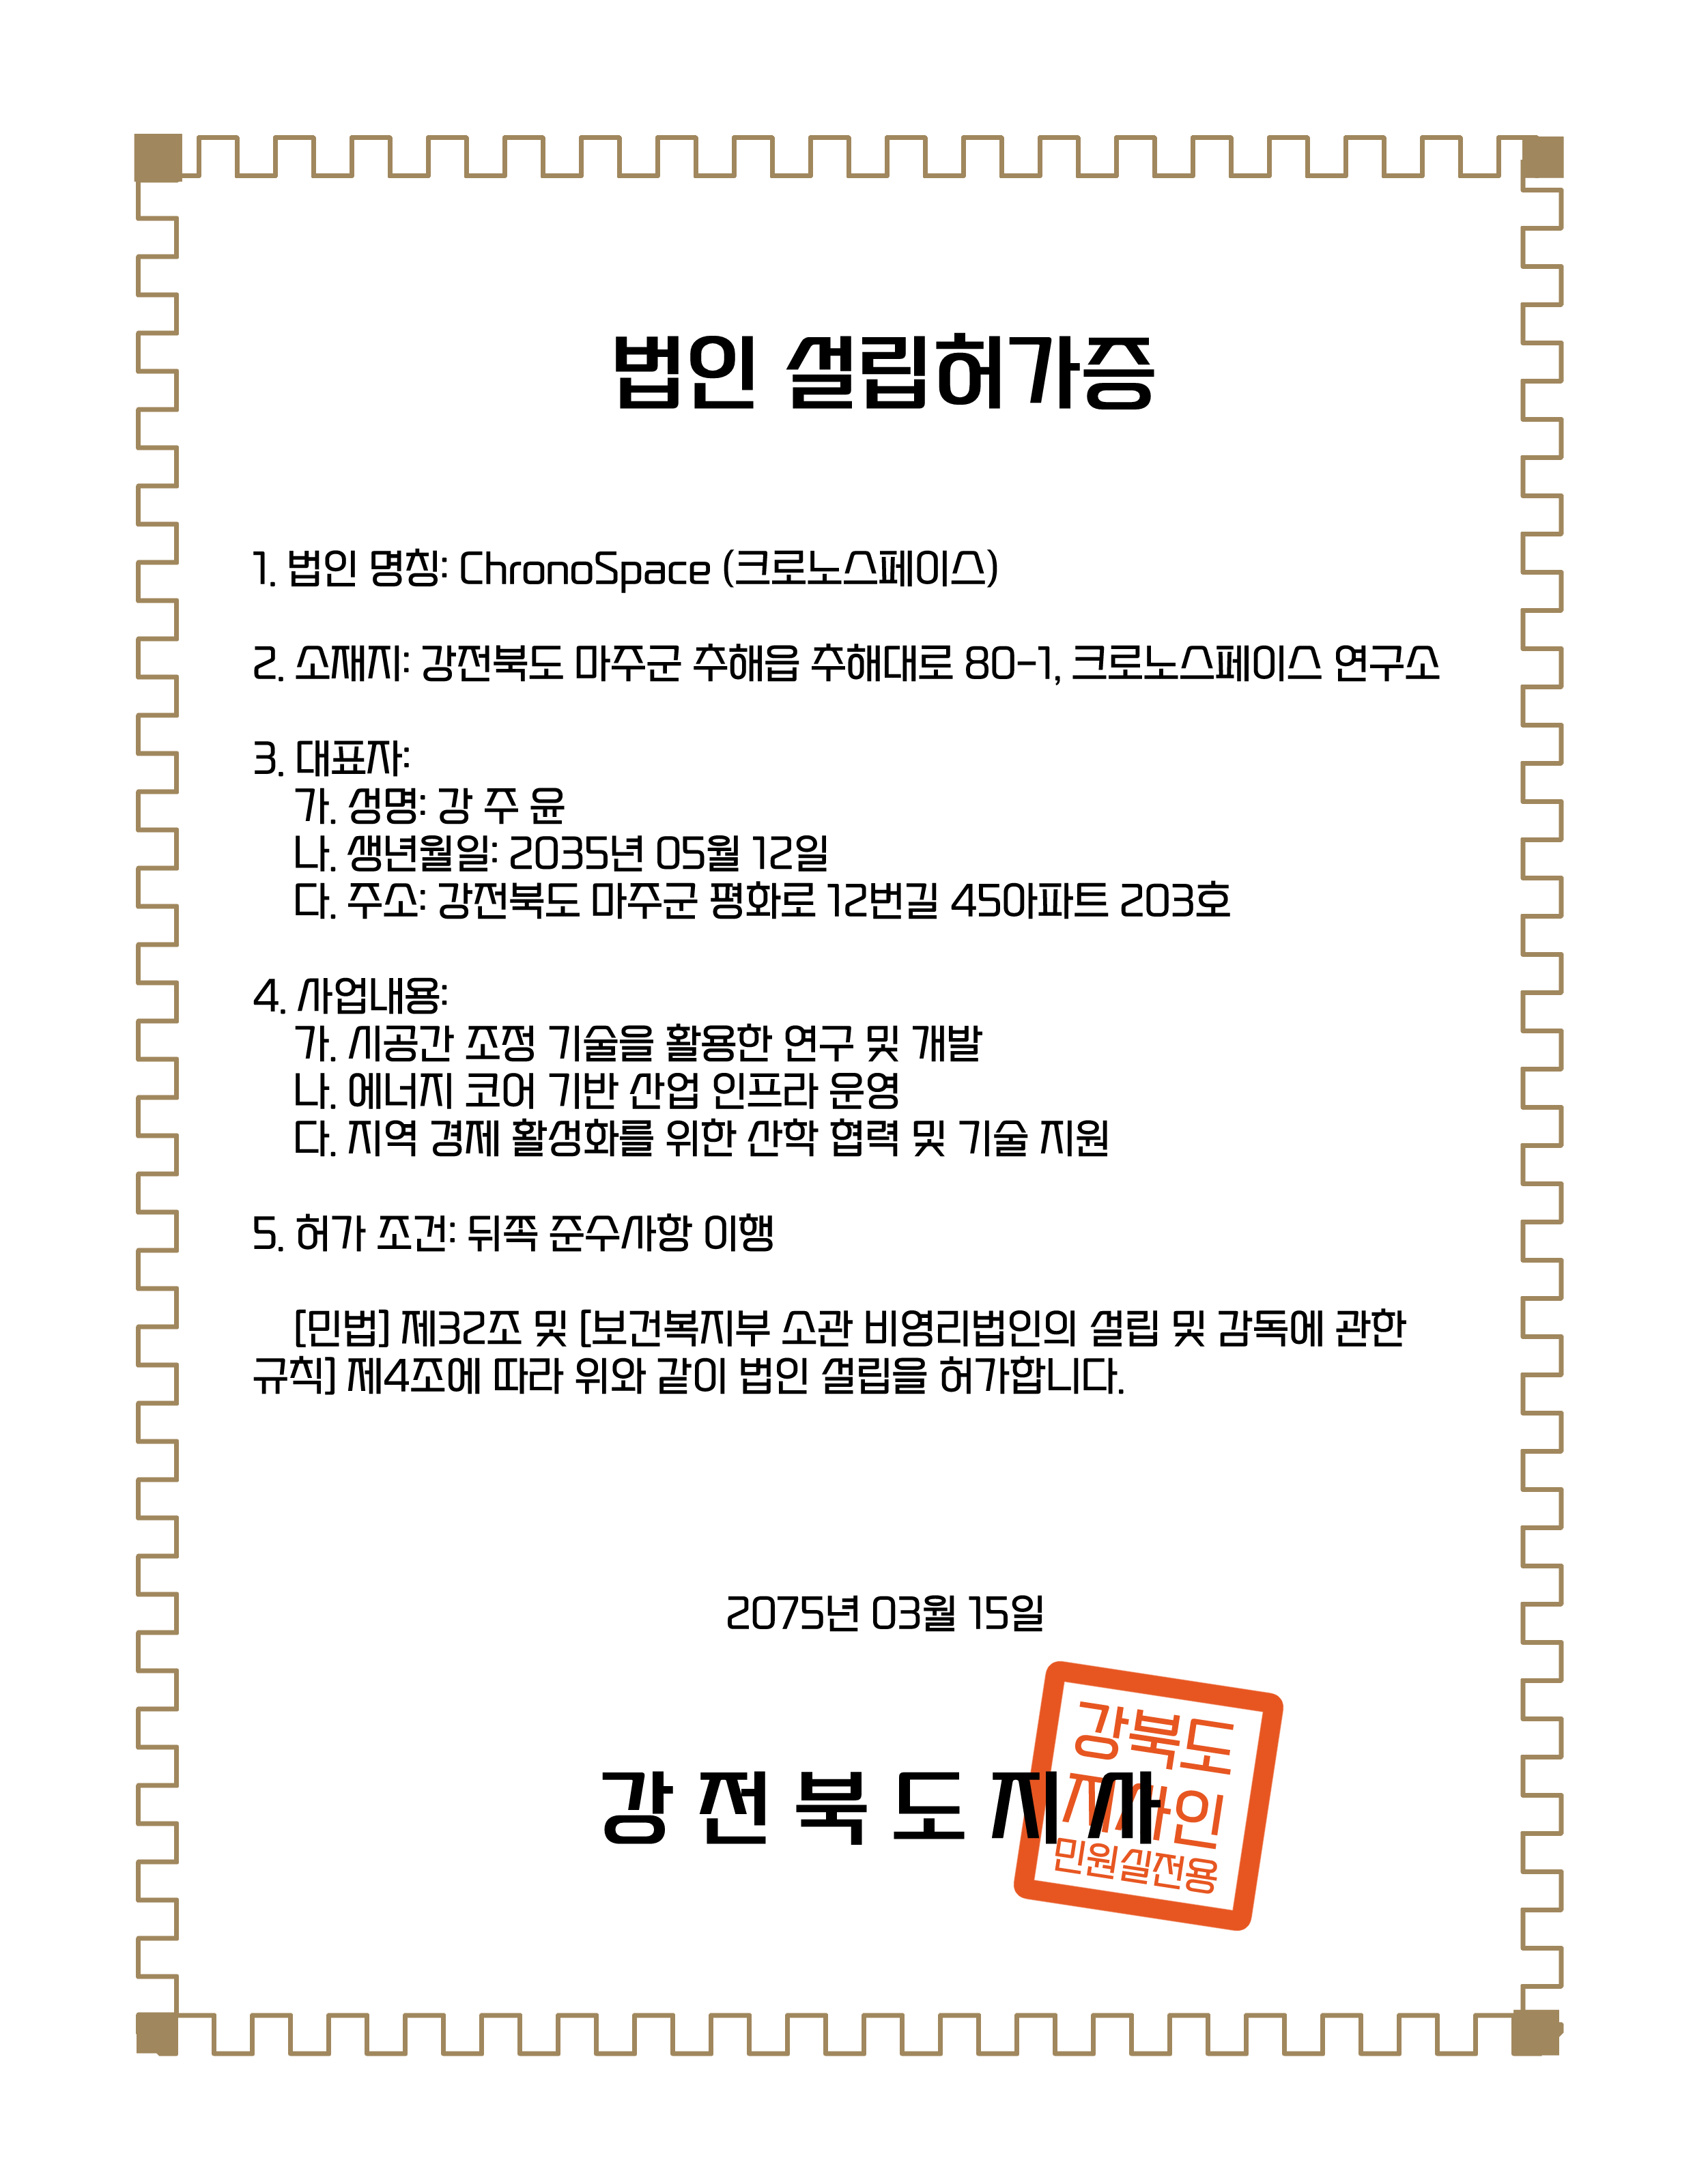 법인 설립허가증
1. 법인 명칭: ChronoSpace (크로노스페이스)
2. 소재지: 강전북도 마주군 추해읍 추해대로 80-1, 크로노스페이스 연구소
3. 대표자:
가. 성명: 강 주 윤
나. 생년월일: 2035년 05월 12일
다. 주소: 강전북도 마주군 평화로 12번길 45아파트 203호
4. 사업내용:
가. 시공간 조정 기술을 활용한 연구 및 개발
나. 에너지 코어 기반 산업 인프라 운영
다. 지역 경제 활성화를 위한 산학 협력 및 기술 지원
5. 허가 조건: 뒤쪽 준수사항 이행
[민법] 제32조 및 [보건복지부 소관 비영리법인의 설립 및 감독에 관한
규칙] 제4조에 따라 위와 같이 법인 설립을 허가합니다.
2075년 03월 15일
강 전 북 도 지 사
강북도
지사인
민원실전용